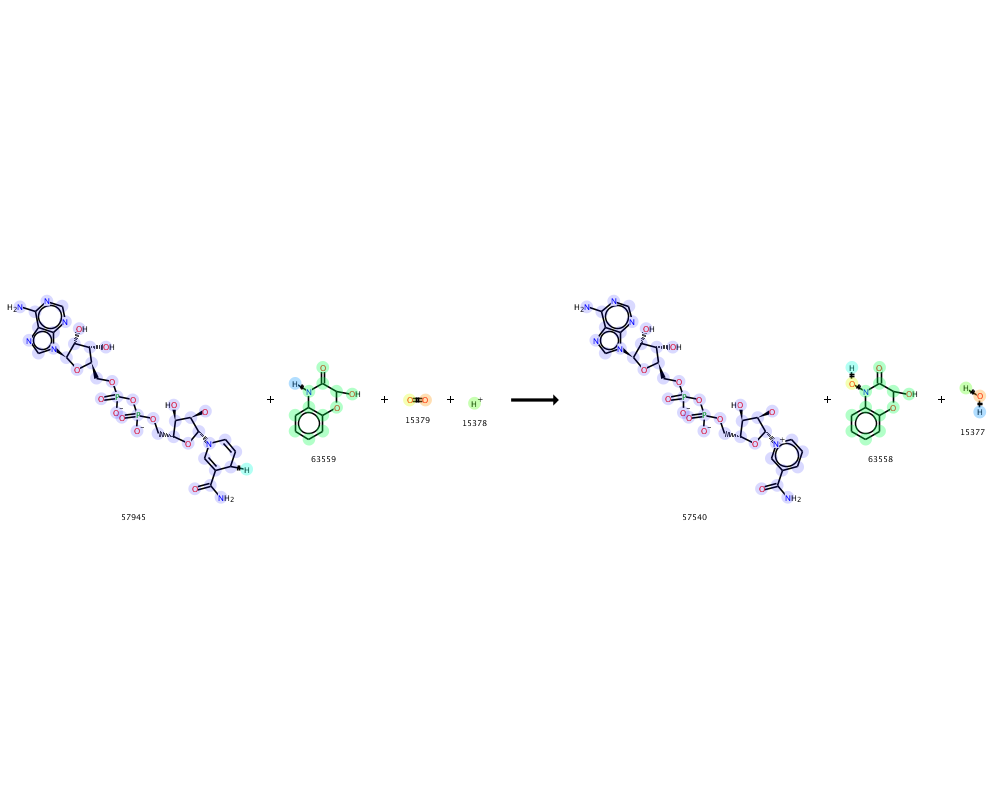 H2N N N N N OH OH O O O P O O- O O P O O- O HO O O N H O NH2
57945
+
H N O OH O
63559
+
O O
15379
+
H+
15378
H2N N N N N OH OH O O O P O O- O O P O O- O HO O O N+ O NH2
57540
+
H O N O OH O
63558
+
H O H
15377